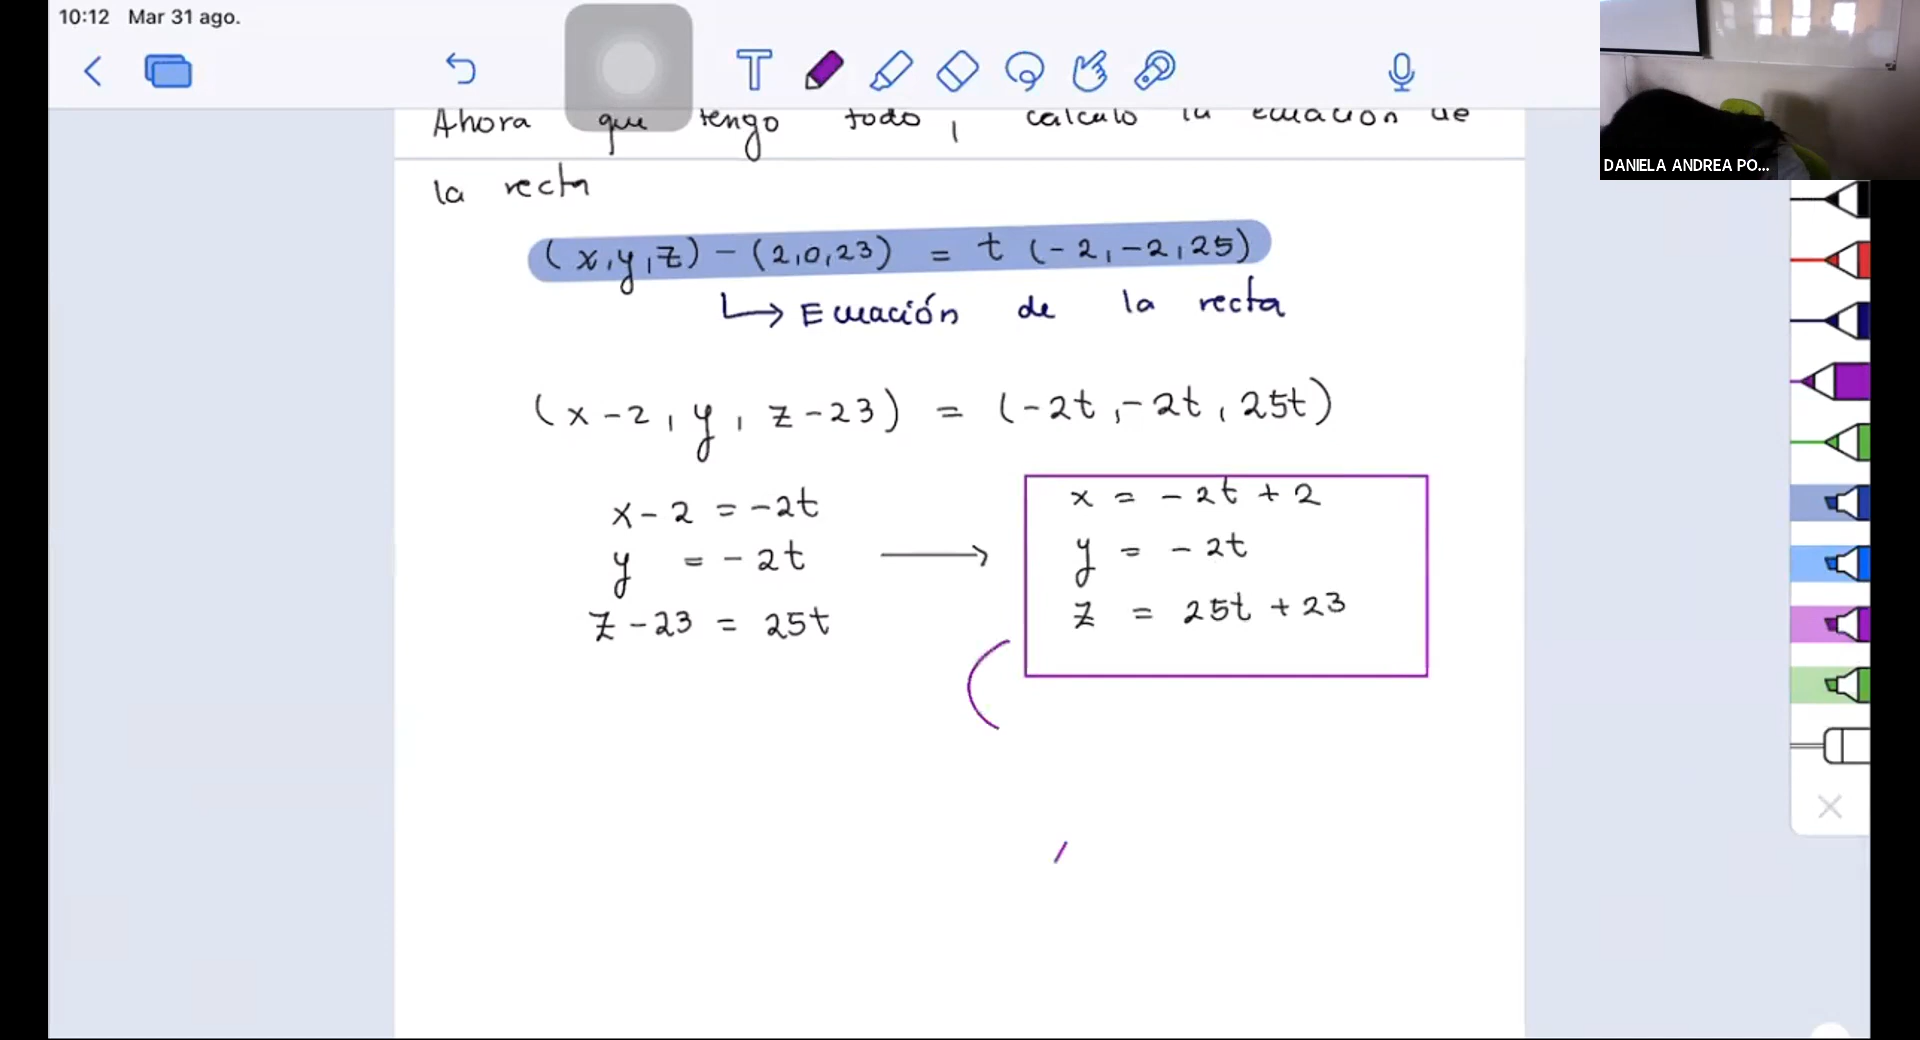 10:12 Mar 31 ago.
T
DANIELA ANDREA PO...
Ahora que tengo todo, calculo la ecuación de
la recta
(x,y,z) - (2,0,23) = t (-2,-2,25)
↳ Ecuación de la recta
(x-2, y, z-23) = (-2t, -2t, 25t)
x-2 = -2t
y = -2t
z-23 = 25t
→
x = -2t + 2
y = -2t
z = 25t + 23